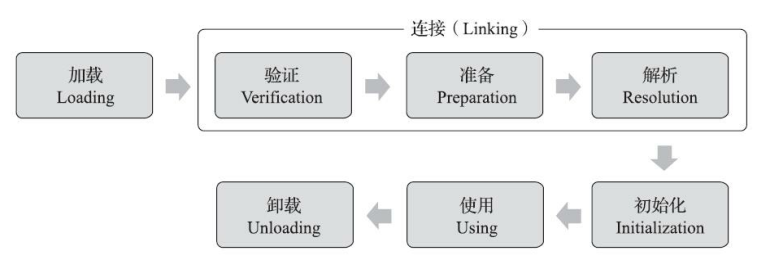 连接（Linking）
加载
Loading
验证
Verification
准备
Preparation
解析
Resolution
初始化
Initialization
使用
Using
卸载
Unloading